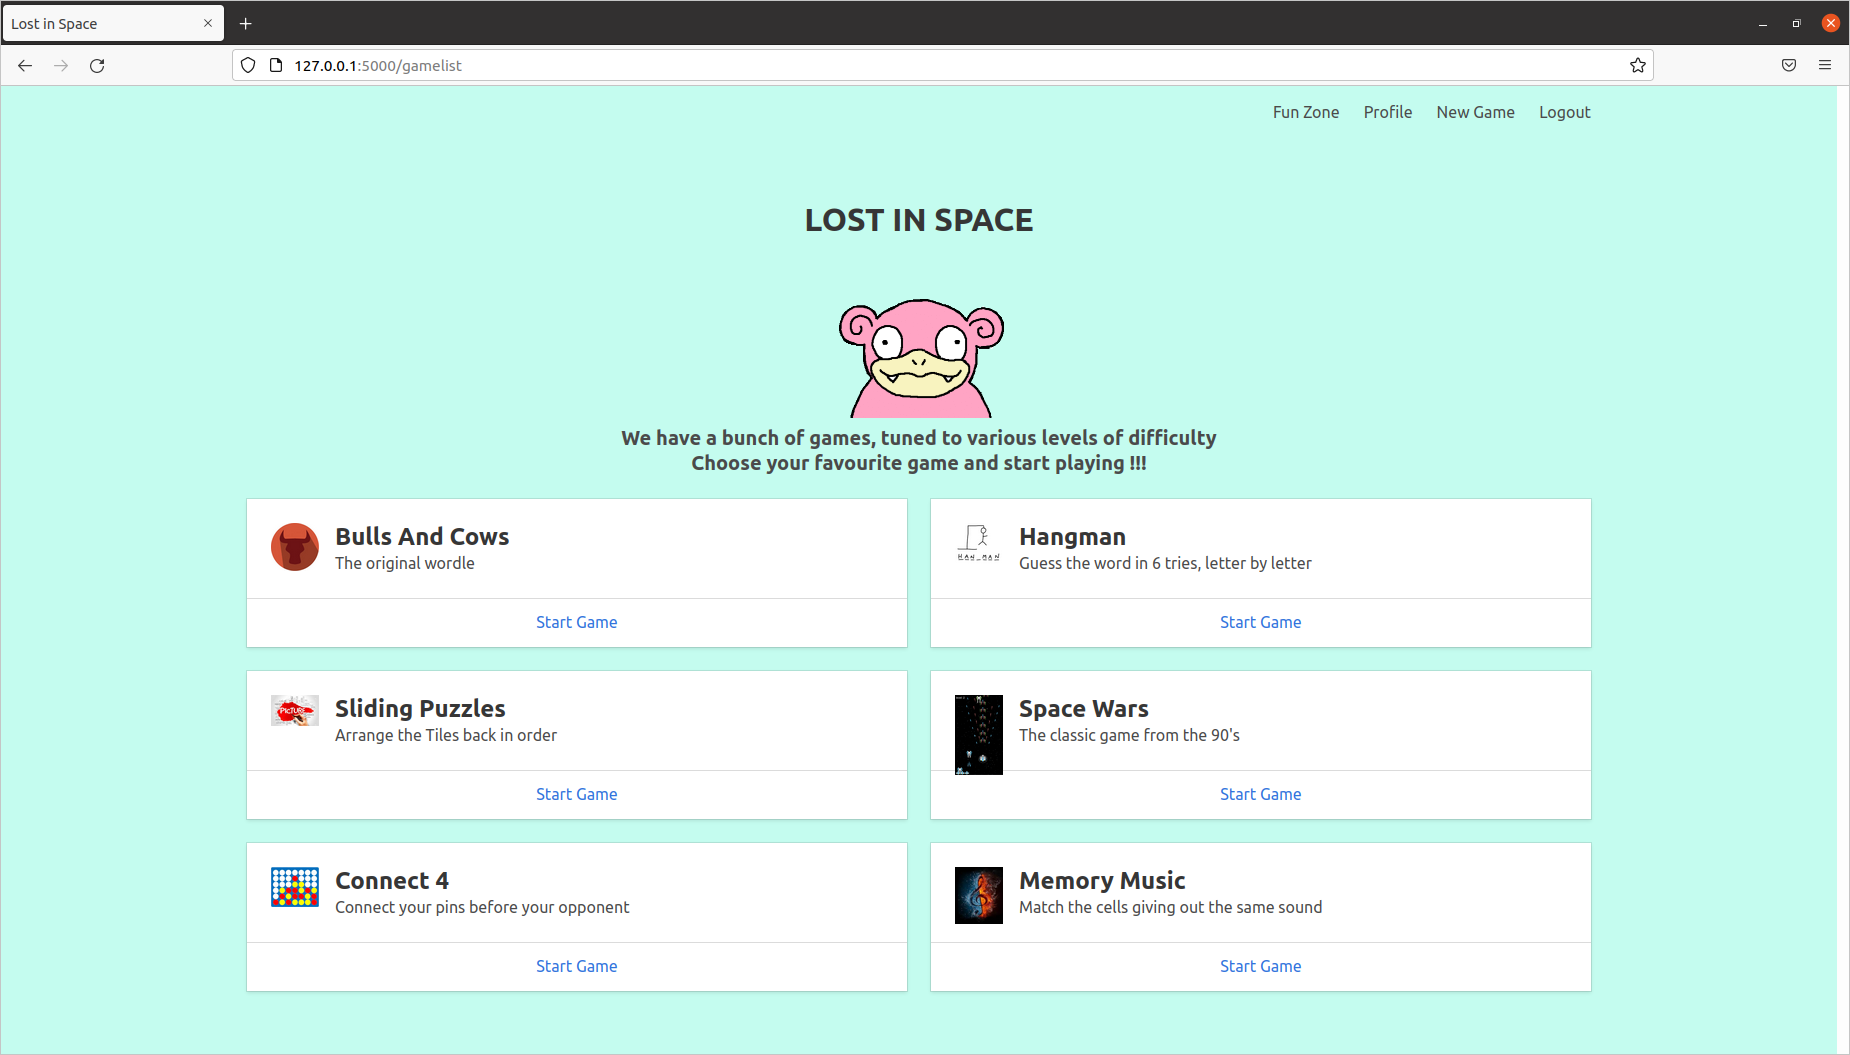 Lost in Space
127.0.0.1:5000/gamelist
Fun Zone Profile New Game Logout
LOST IN SPACE
We have a bunch of games, tuned to various levels of difficulty
Choose your favourite game and start playing !!!
Bulls And Cows
The original wordle
Start Game
Hangman
HAN_MAN
Guess the word in 6 tries, letter by letter
Start Game
PICTURE
Sliding Puzzles
Arrange the Tiles back in order
Start Game
Space Wars
The classic game from the 90's
Start Game
Connect 4
Connect your pins before your opponent
Start Game
Memory Music
Match the cells giving out the same sound
Start Game